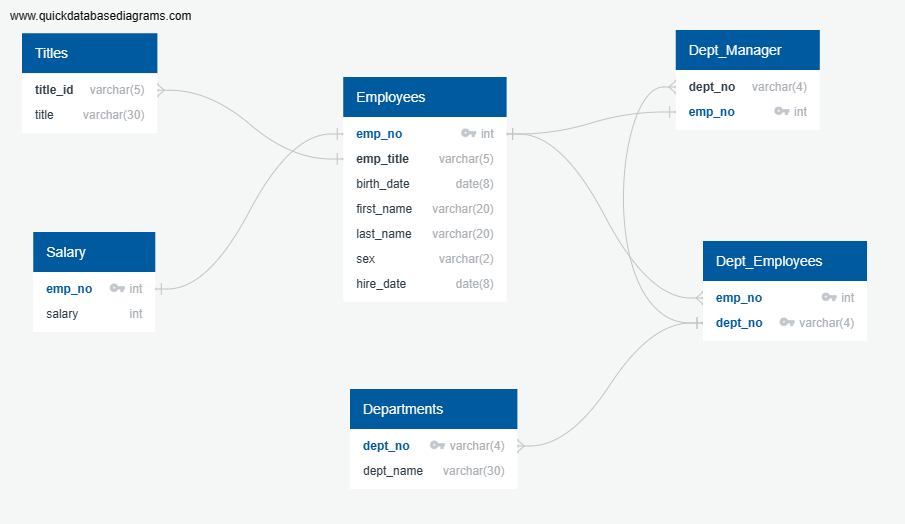 www.quickdatabasediagrams.com
Titles
title_id varchar(5)
title varchar(30)
Employees
emp_no int
emp_title varchar(5)
birth_date date(8)
first_name varchar(20)
last_name varchar(20)
sex varchar(2)
hire_date date(8)
Dept_Manager
dept_no varchar(4)
emp_no int
Salary
emp_no int
salary int
Dept_Employees
emp_no int
dept_no varchar(4)
Departments
dept_no varchar(4)
dept_name varchar(30)